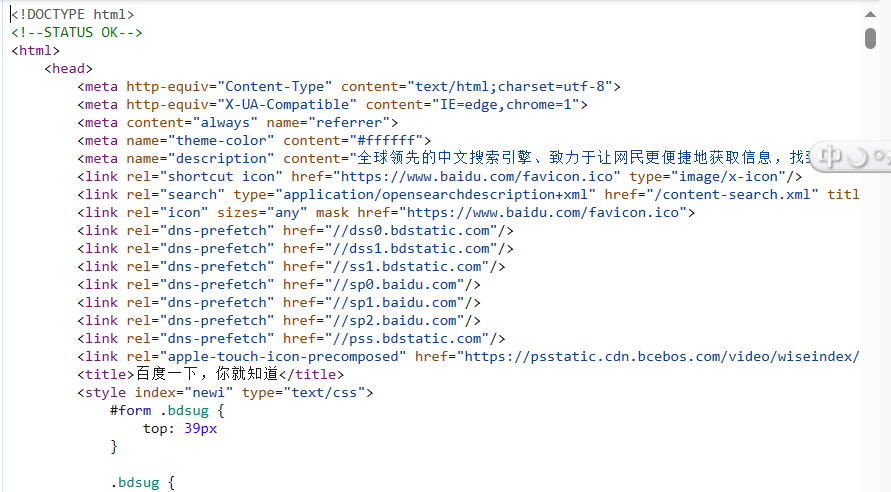 <!DOCTYPE html>
<!--STATUS OK-->
<html>
<head>
<meta http-equiv="Content-Type" content="text/html;charset=utf-8">
<meta http-equiv="X-UA-Compatible" content="IE=edge,chrome=1">
<meta content="always" name="referrer">
<meta name="theme-color" content="#ffffff">
<meta name="description" content="全球领先的中文搜索引擎、致力于让网民更便捷地获取信息，找
<link rel="shortcut icon" href="https://www.baidu.com/favicon.ico" type="image/x-icon"/>
<link rel="search" type="application/opensearchdescription+xml" href="/content-search.xml" titl
<link rel="icon" sizes="any" mask href="https://www.baidu.com/favicon.ico">
<link rel="dns-prefetch" href="//dss0.bdstatic.com"/>
<link rel="dns-prefetch" href="//dss1.bdstatic.com"/>
<link rel="dns-prefetch" href="//ss1.bdstatic.com"/>
<link rel="dns-prefetch" href="//sp0.baidu.com"/>
<link rel="dns-prefetch" href="//sp1.baidu.com"/>
<link rel="dns-prefetch" href="//sp2.baidu.com"/>
<link rel="dns-prefetch" href="//pss.bdstatic.com"/>
<link rel="apple-touch-icon-precomposed" href="https://psstatic.cdn.bcebos.com/video/wiseindex/
<title>百度一下，你就知道</title>
<style index="newi" type="text/css">
#form .bdsug {
top: 39px
}
.bdsug {
中